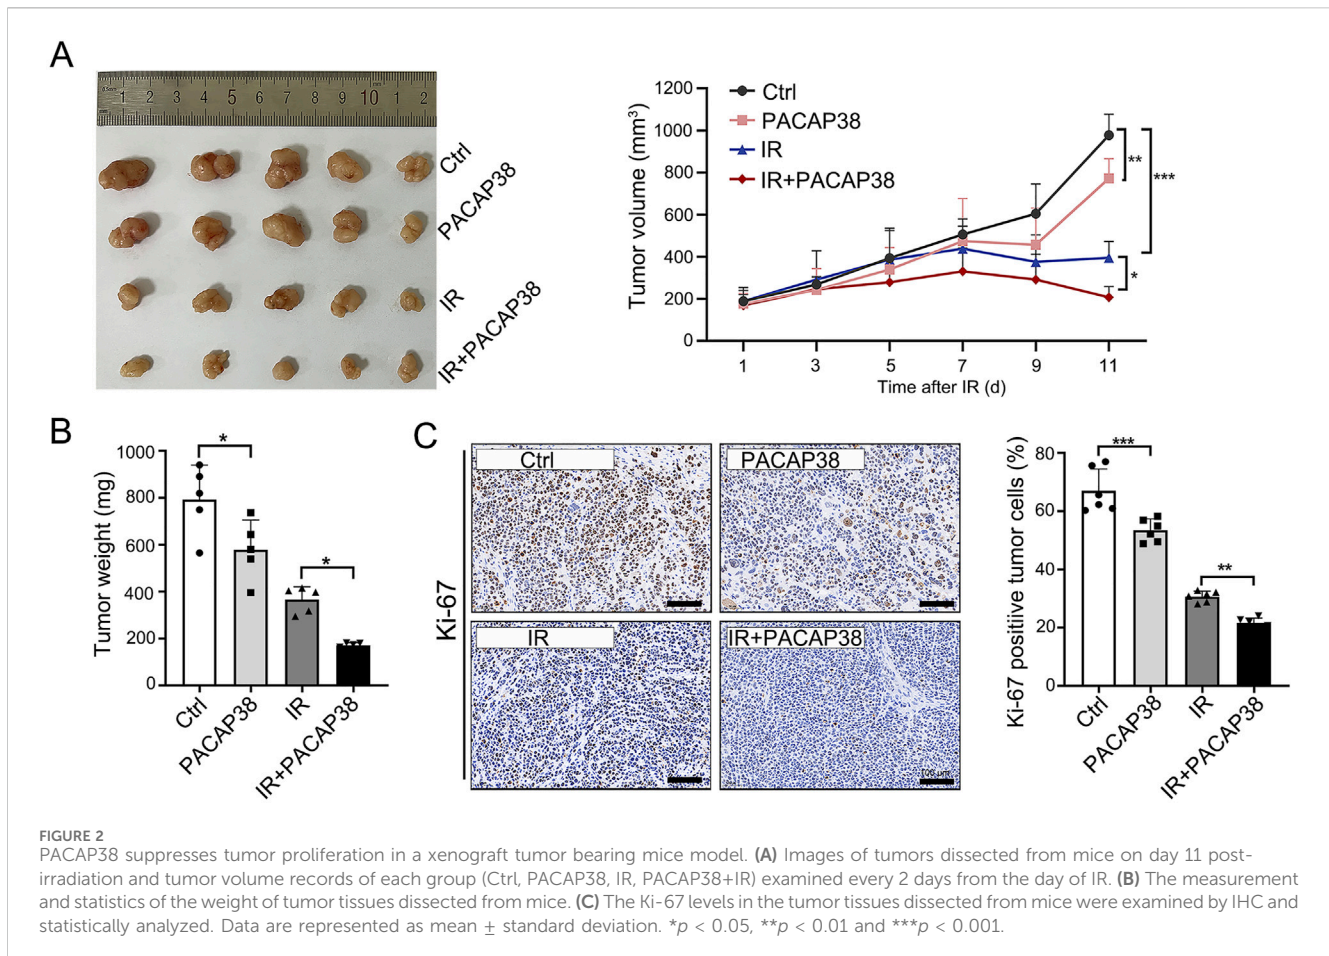 A
0.5mm
1 2 4 5 7 9 10 1 2
mm
Ctrl
PACAP38
IR
IR+PACAP38
Tumor volume (mm³)
1200
1000
800
600
400
200
0
Ctrl
PACAP38
IR
IR+PACAP38
**
***
*
1 3 5 7 9 11
Time after IR (d)
B
Tumor weight (mg)
1000
800
600
400
200
0
*
*
Ctrl
PACAP38
IR
IR+PACAP38
C
Ki-67
Ctrl
PACAP38
IR
IR+PACAP38
100 μm
Ki-67 positive tumor cells (%)
80
60
40
20
0
***
**
Ctrl
PACAP38
IR
IR+PACAP38
FIGURE 2
PACAP38 suppresses tumor proliferation in a xenograft tumor bearing mice model. (A) Images of tumors dissected from mice on day 11 post-
irradiation and tumor volume records of each group (Ctrl, PACAP38, IR, PACAP38+IR) examined every 2 days from the day of IR. (B) The measurement
and statistics of the weight of tumor tissues dissected from mice. (C) The Ki-67 levels in the tumor tissues dissected from mice were examined by IHC and
statistically analyzed. Data are represented as mean ± standard deviation. *p < 0.05, **p < 0.01 and ***p < 0.001.